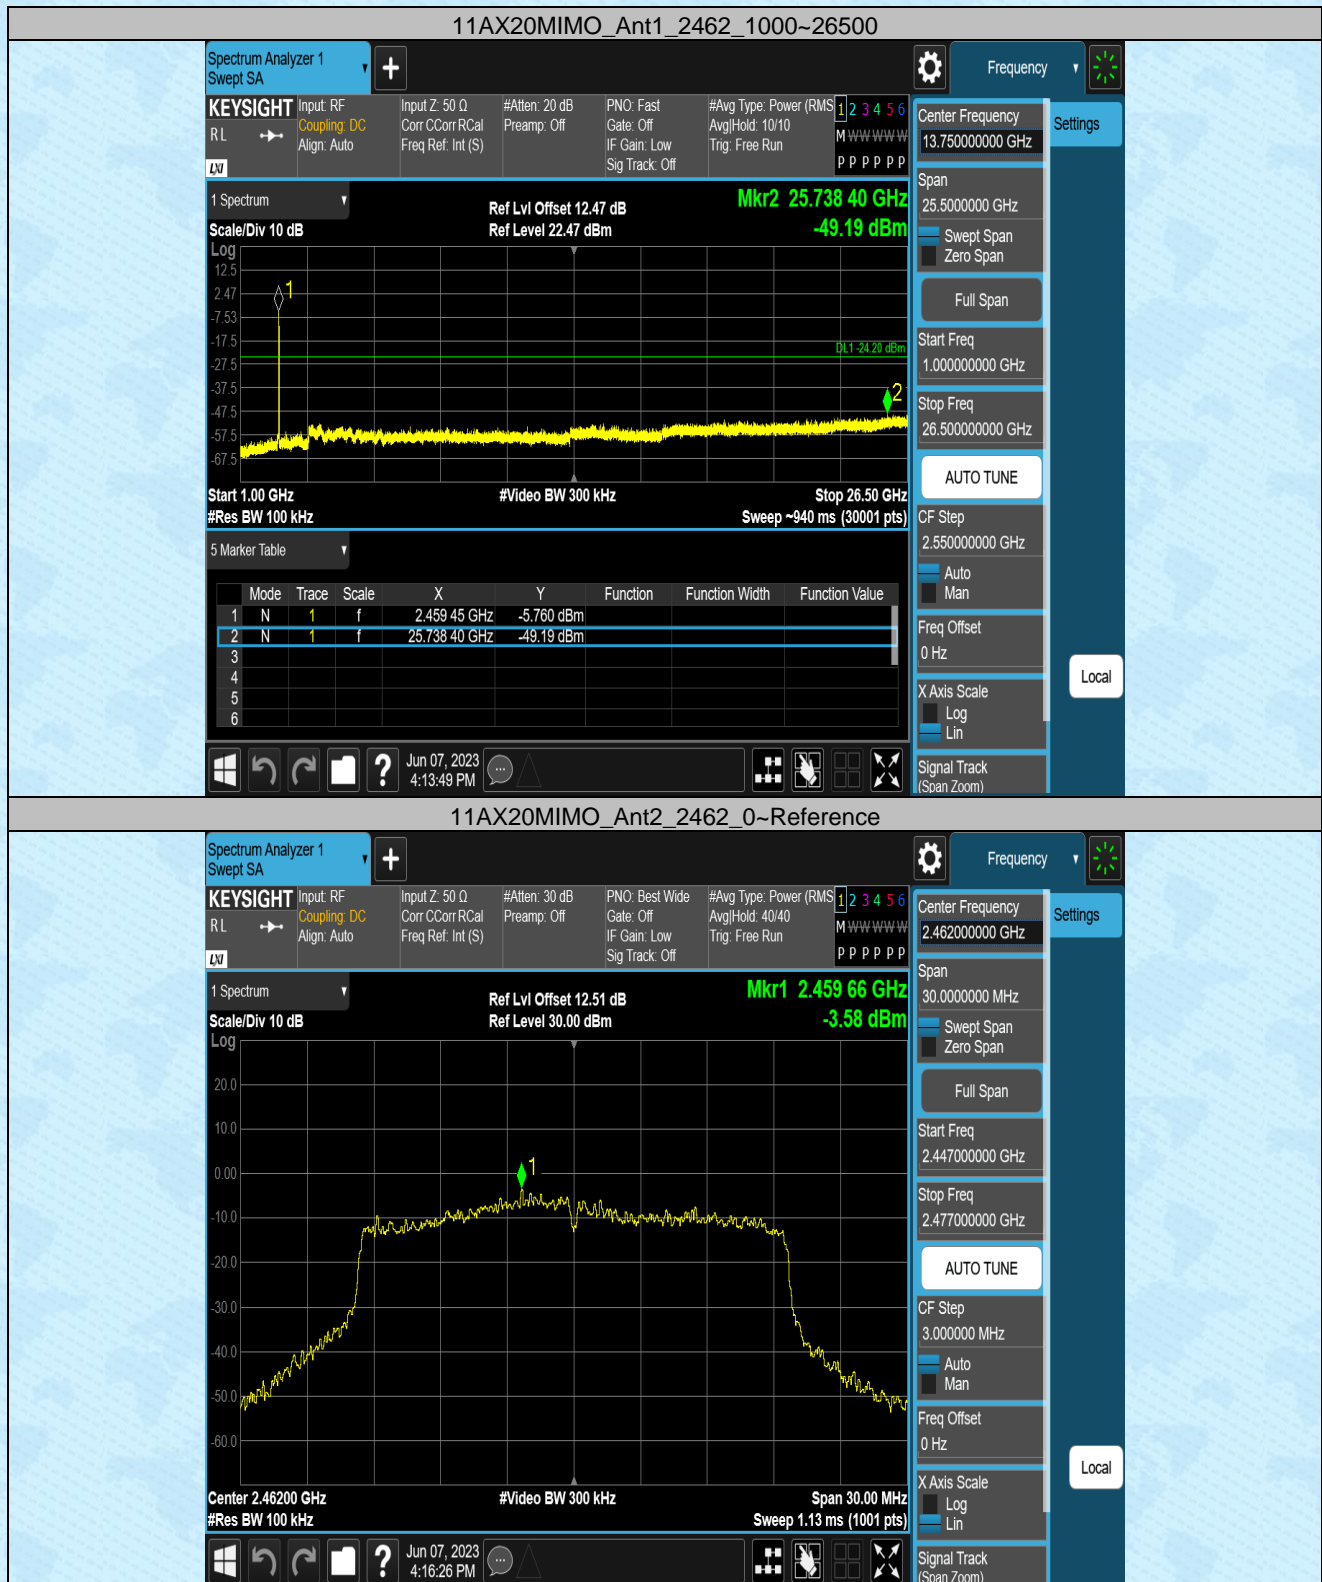 11AX20MIMO_Ant1_2462_1000~26500
Spectrum Analyzer 1
Swept SA
+
Frequency
KEYSIGHT
RL
LXI
Input: RF
Coupling: DC
Align: Auto
Input Z: 50 Ω
Corr CCorr RCal
Freq Ref: Int (S)
#Atten: 20 dB
Preamp: Off
PNO: Fast
Gate: Off
IF Gain: Low
Sig Track: Off
#Avg Type: Power (RMS
Avg|Hold: 10/10
Trig: Free Run
1 2 3 4 5 6
M W W W W W
P P P P P P
Center Frequency
13.750000000 GHz
Settings
1 Spectrum
Scale/Div 10 dB
Ref Lvl Offset 12.47 dB
Ref Level 22.47 dBm
Mkr2 25.738 40 GHz
-49.19 dBm
Log
12.5
2.47
-7.53
-17.5
-27.5
-37.5
-47.5
-57.5
-67.5
1
DL1 -24.20 dBm
2
Start 1.00 GHz
#Res BW 100 kHz
#Video BW 300 kHz
Stop 26.50 GHz
Sweep ~940 ms (30001 pts)
Span
25.5000000 GHz
Swept Span
Zero Span
Full Span
Start Freq
1.000000000 GHz
Stop Freq
26.500000000 GHz
AUTO TUNE
CF Step
2.550000000 GHz
Auto
Man
Freq Offset
0 Hz
X Axis Scale
Log
Lin
Signal Track
(Span Zoom)
Local
5 Marker Table
Mode Trace Scale X Y Function Function Width Function Value
1 N 1 f 2.459 45 GHz -5.760 dBm
2 N 1 f 25.738 40 GHz -49.19 dBm
3
4
5
6
?
Jun 07, 2023
4:13:49 PM
11AX20MIMO_Ant2_2462_0~Reference
Spectrum Analyzer 1
Swept SA
+
Frequency
KEYSIGHT
RL
LXI
Input: RF
Coupling: DC
Align: Auto
Input Z: 50 Ω
Corr CCorr RCal
Freq Ref: Int (S)
#Atten: 30 dB
Preamp: Off
PNO: Best Wide
Gate: Off
IF Gain: Low
Sig Track: Off
#Avg Type: Power (RMS
Avg|Hold: 40/40
Trig: Free Run
1 2 3 4 5 6
M W W W W W
P P P P P P
Center Frequency
2.462000000 GHz
Settings
1 Spectrum
Scale/Div 10 dB
Ref Lvl Offset 12.51 dB
Ref Level 30.00 dBm
Mkr1 2.459 66 GHz
-3.58 dBm
Log
20.0
10.0
0.00
-10.0
-20.0
-30.0
-40.0
-50.0
-60.0
1
Center 2.46200 GHz
#Res BW 100 kHz
#Video BW 300 kHz
Span 30.00 MHz
Sweep 1.13 ms (1001 pts)
Span
30.0000000 MHz
Swept Span
Zero Span
Full Span
Start Freq
2.447000000 GHz
Stop Freq
2.477000000 GHz
AUTO TUNE
CF Step
3.000000 MHz
Auto
Man
Freq Offset
0 Hz
X Axis Scale
Log
Lin
Signal Track
(Span Zoom)
Local
?
Jun 07, 2023
4:16:26 PM